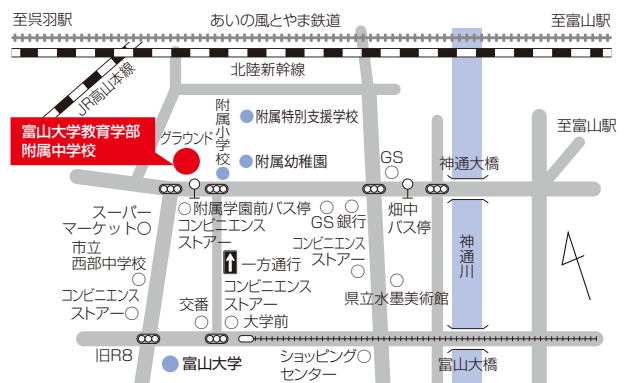 至呉羽駅
あいの風とやま鉄道
至富山駅
北陸新幹線
JR高山本線
附属小学校
附属特別支援学校
富山大学教育学部
附属中学校
グラウンド
附属幼稚園
GS
神通大橋
至富山駅
附属学園前バス停
コンビニエンス
ストアー
スーパー
マーケット
GS
銀行
畑中
バス停
市立
西部中学校
一方通行
コンビニエンス
ストアー
神通川
コンビニエンス
ストアー
コンビニエンス
ストアー
県立水墨美術館
交番
大学前
旧R8
富山大学
ショッピング
センター
富山大橋